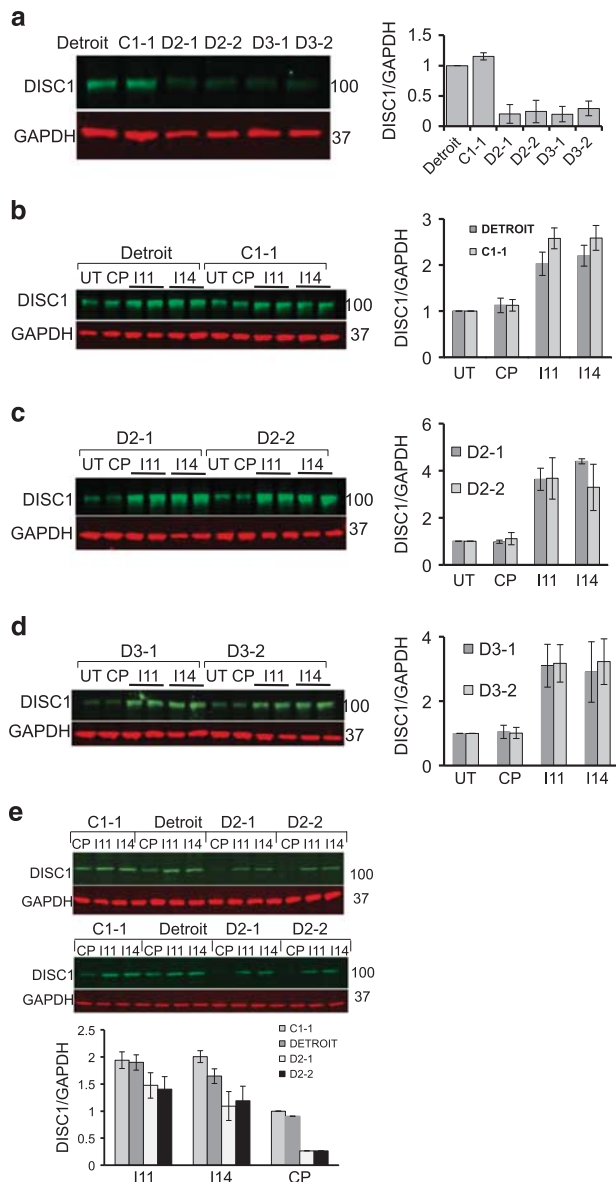 a
Detroit C1-1 D2-1 D2-2 D3-1 D3-2
DISC1
100
GAPDH
37
DISC1/GAPDH
1.5
1
0.5
0
Detroit
C1-1
D2-1
D2-2
D3-1
D3-2
b
Detroit C1-1
UT CP I11 I14 UT CP I11 I14
DISC1
100
GAPDH
37
DISC1/GAPDH
3
2
1
0
DETROIT
C1-1
UT CP I11 I14
c
D2-1 D2-2
UT CP I11 I14 UT CP I11 I14
DISC1
100
GAPDH
37
DISC1/GAPDH
6
4
2
0
D2-1
D2-2
UT CP I11 I14
d
D3-1 D3-2
UT CP I11 I14 UT CP I11 I14
DISC1
100
GAPDH
37
DISC1/GAPDH
4
2
0
D3-1
D3-2
UT CP I11 I14
e
C1-1 Detroit D2-1 D2-2
CP I11 I14 CP I11 I14 CP I11 I14 CP I11 I14
DISC1
100
GAPDH
37
C1-1 Detroit D2-1 D2-2
CP I11 I14 CP I11 I14 CP I11 I14 CP I11 I14
DISC1
100
GAPDH
37
DISC1/GAPDH
2.5
2
1.5
1
0.5
0
C1-1
DETROIT
D2-1
D2-2
I11 I14 CP